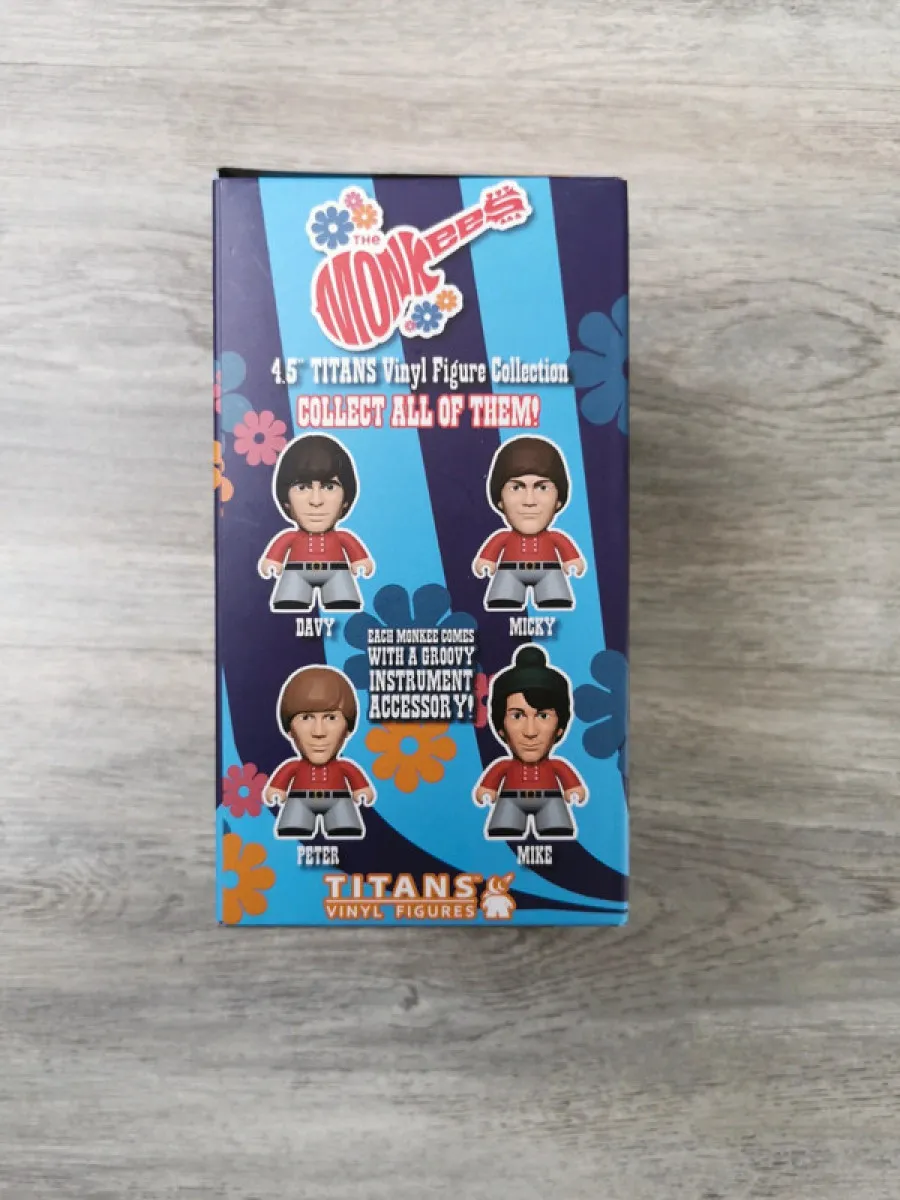 THE
MONKEES
4.5" TITANS Vinyl Figure Collection
COLLECT ALL OF THEM!
DAVY
MICKY
EACH MONKEE COMES
WITH A GROOVY
INSTRUMENT
ACCESSORY!
PETER
MIKE
TITANS
VINYL FIGURES